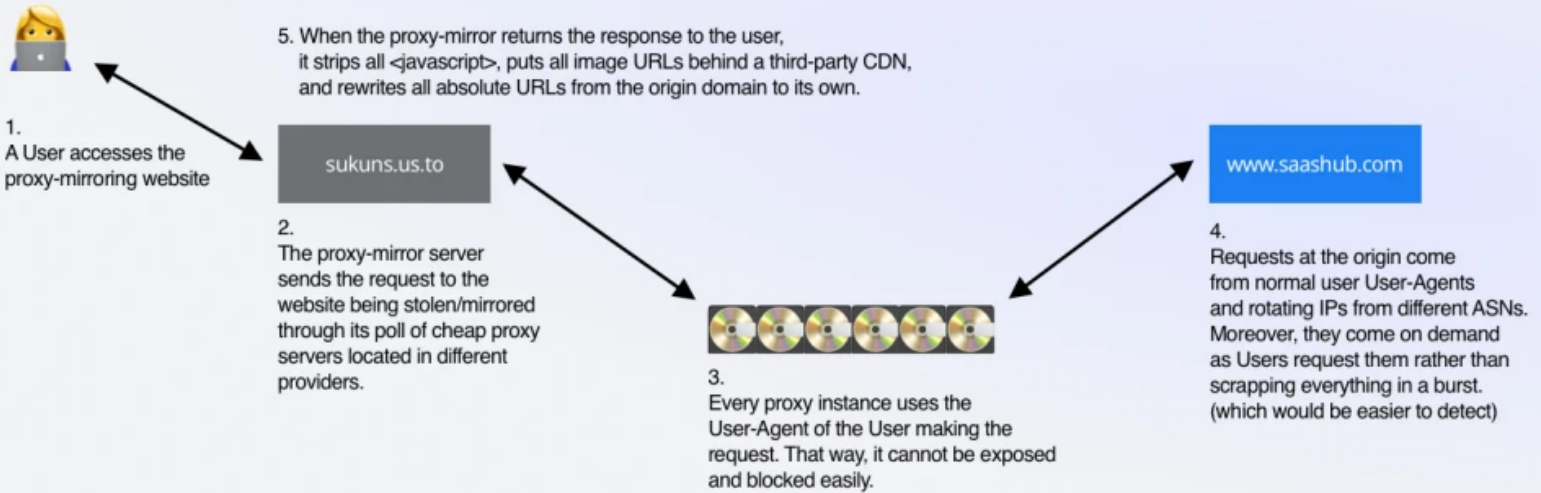 1.
A User accesses the
proxy-mirroring website
5. When the proxy-mirror returns the response to the user,
it strips all <javascript>, puts all image URLs behind a third-party CDN,
and rewrites all absolute URLs from the origin domain to its own.
sukuns.us.to
2.
The proxy-mirror server
sends the request to the
website being stolen/mirrored
through its poll of cheap proxy
servers located in different
providers.
3.
Every proxy instance uses the
User-Agent of the User making the
request. That way, it cannot be exposed
and blocked easily.
www.saashub.com
4.
Requests at the origin come
from normal user User-Agents
and rotating IPs from different ASNs.
Moreover, they come on demand
as Users request them rather than
scrapping everything in a burst.
(which would be easier to detect)